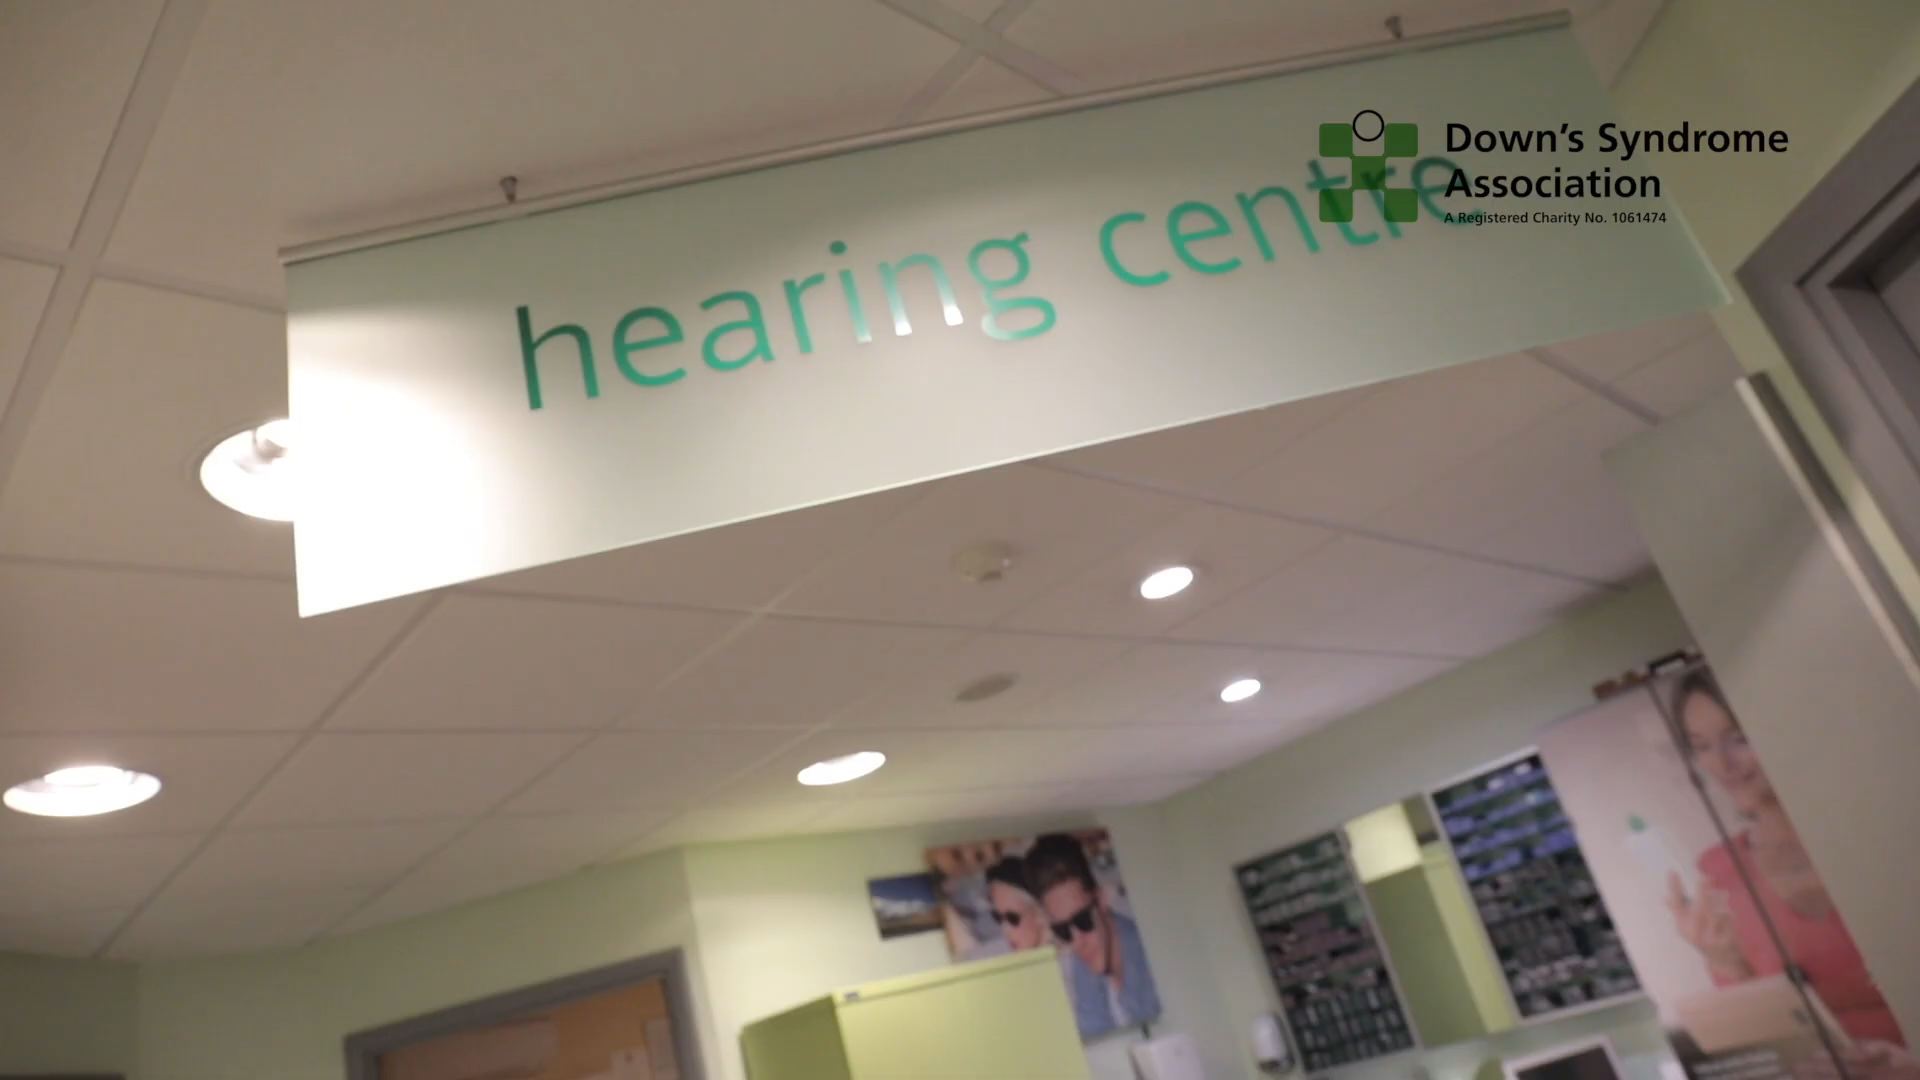 hearing centre
Down's Syndrome
Association
A Registered Charity No. 1061474